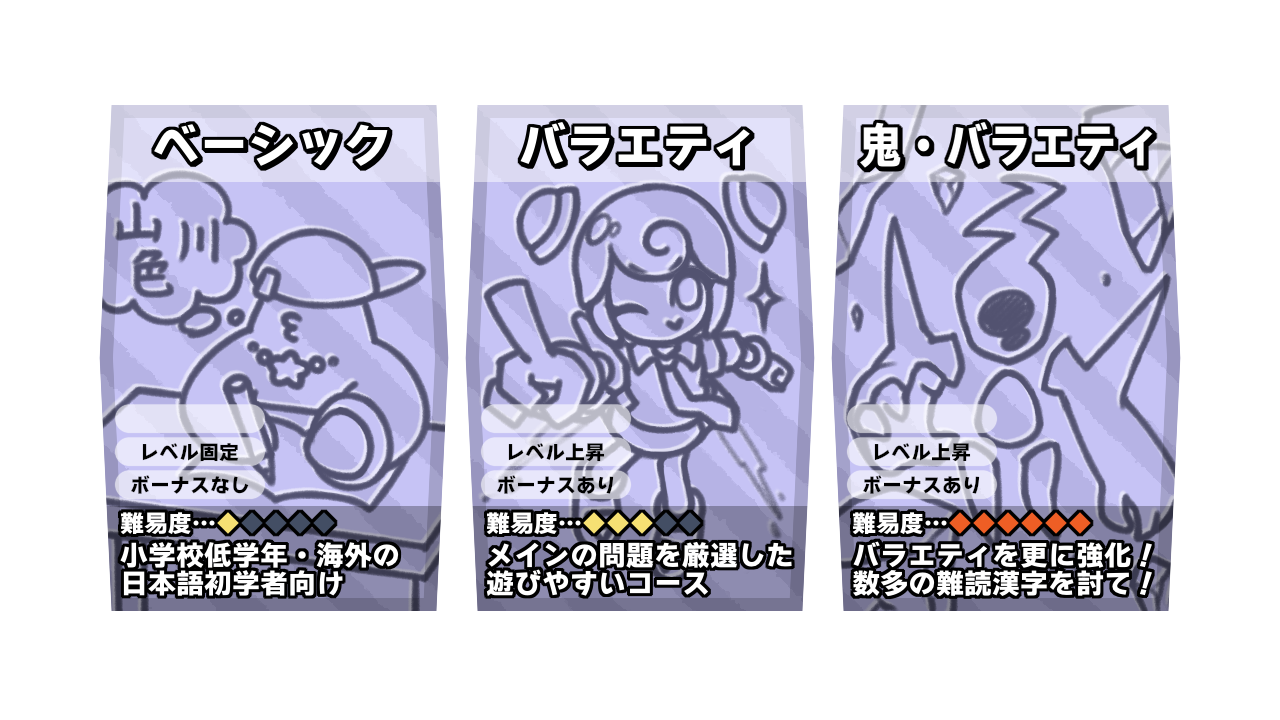 ベーシック
山川
色
レベル固定
ボーナスなし
難易度…◆◆◆◆◆
小学校低学年・海外の
日本語初学者向け
バラエティ
レベル上昇
ボーナスあり
難易度…◆◆◆◆◆
メインの問題を厳選した
遊びやすいコース
鬼・バラエティ
レベル上昇
ボーナスあり
難易度…◆◆◆◆◆◆
バラエティを更に強化！
数多の難読漢字を討て！